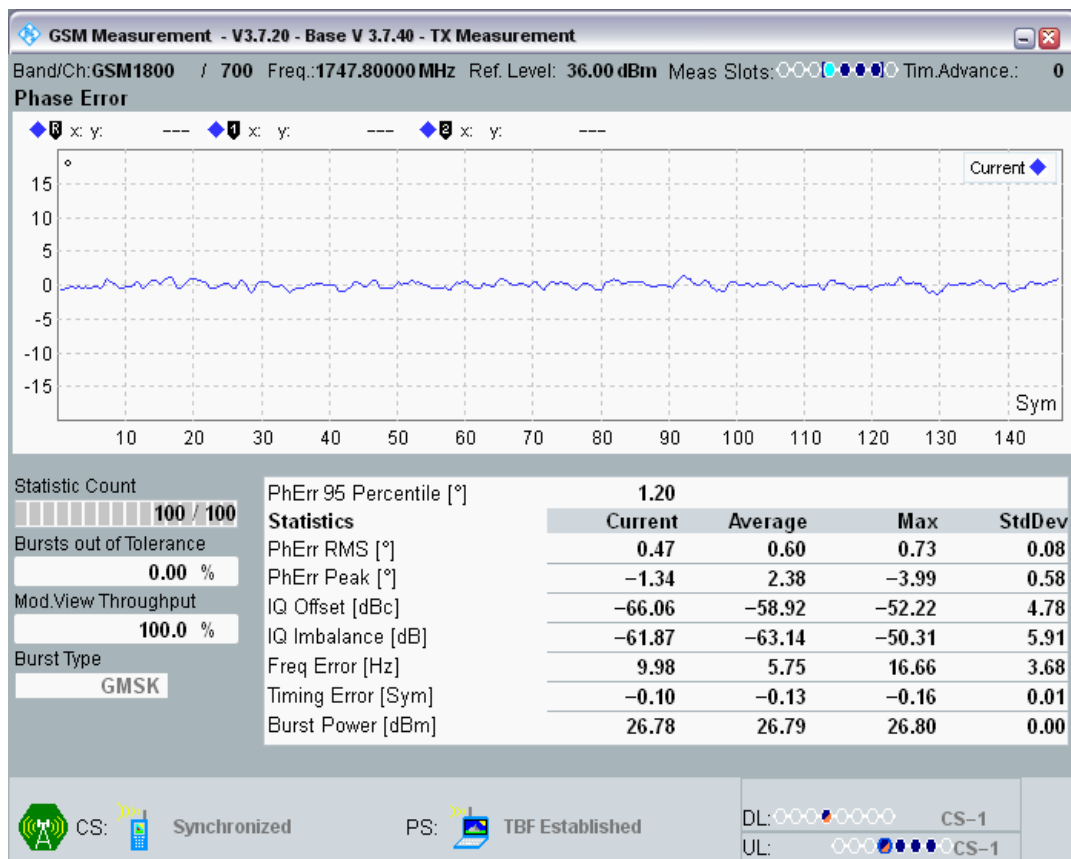 GSM Measurement - V3.7.20 - Base V 3.7.40 - TX Measurement
Band/Ch:GSM1800 / 700 Freq.:1747.80000 MHz Ref. Level: 36.00 dBm Meas Slots: Tim.Advance.: 0
Phase Error
R x: y: --- 1 x: y: --- 2 x: y: ---
°
Current
15
10
5
0
-5
-10
-15
Sym
10 20 30 40 50 60 70 80 90 100 110 120 130 140
Statistic Count
100 / 100
Bursts out of Tolerance
0.00 %
Mod.View Throughput
100.0 %
Burst Type
GMSK
PhErr 95 Percentile [°] 1.20
Statistics Current Average Max StdDev
PhErr RMS [°] 0.47 0.60 0.73 0.08
PhErr Peak [°] −1.34 2.38 −3.99 0.58
IQ Offset [dBc] −66.06 −58.92 −52.22 4.78
IQ Imbalance [dB] −61.87 −63.14 −50.31 5.91
Freq Error [Hz] 9.98 5.75 16.66 3.68
Timing Error [Sym] −0.10 −0.13 −0.16 0.01
Burst Power [dBm] 26.78 26.79 26.80 0.00
CS: Synchronized PS: TBF Established
DL: CS−1
UL: CS−1